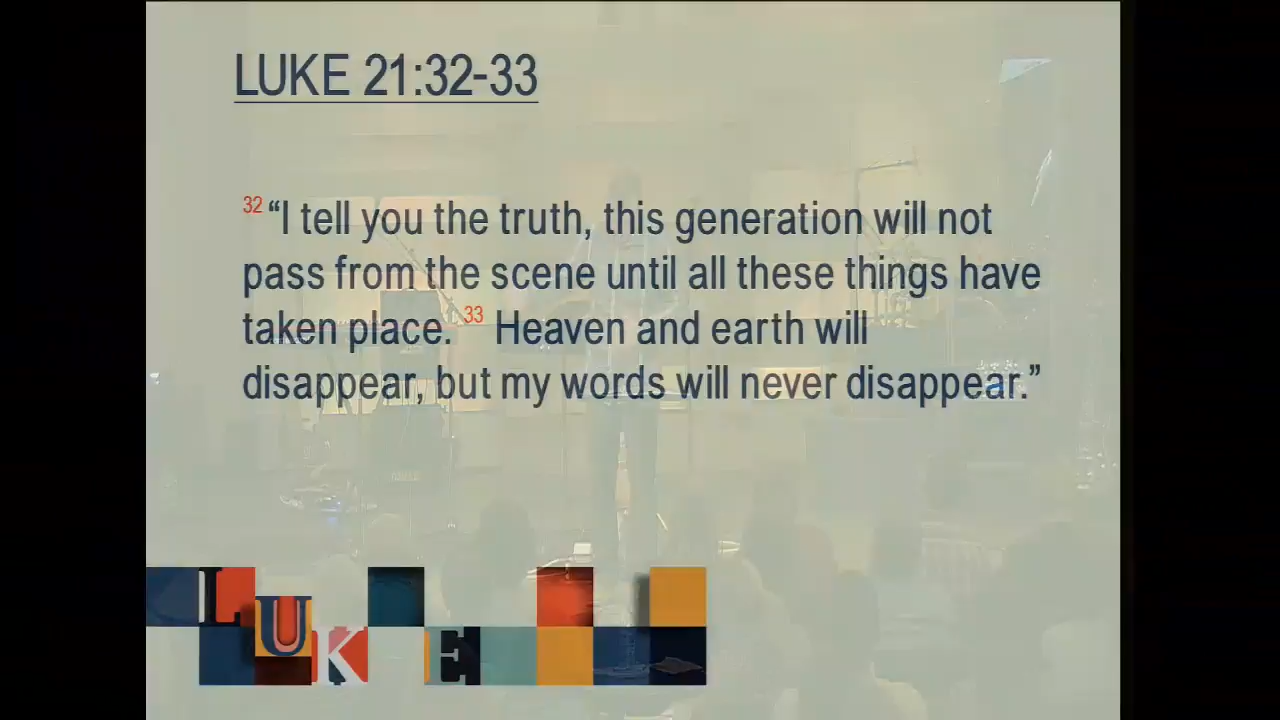 LUKE 21:32-33
32 “I tell you the truth, this generation will not
pass from the scene until all these things have
taken place. 33 Heaven and earth will
disappear, but my words will never disappear.”
LUKE